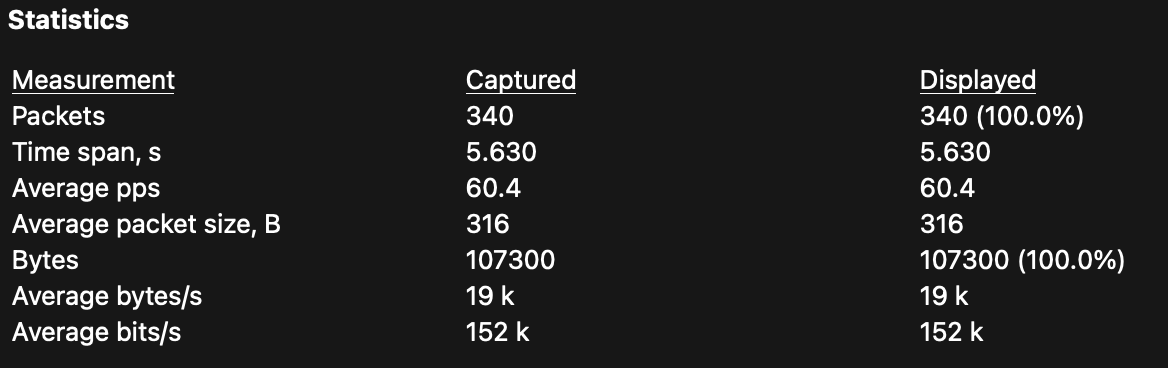 Statistics
Measurement Captured Displayed
Packets 340 340 (100.0%)
Time span, s 5.630 5.630
Average pps 60.4 60.4
Average packet size, B 316 316
Bytes 107300 107300 (100.0%)
Average bytes/s 19 k 19 k
Average bits/s 152 k 152 k